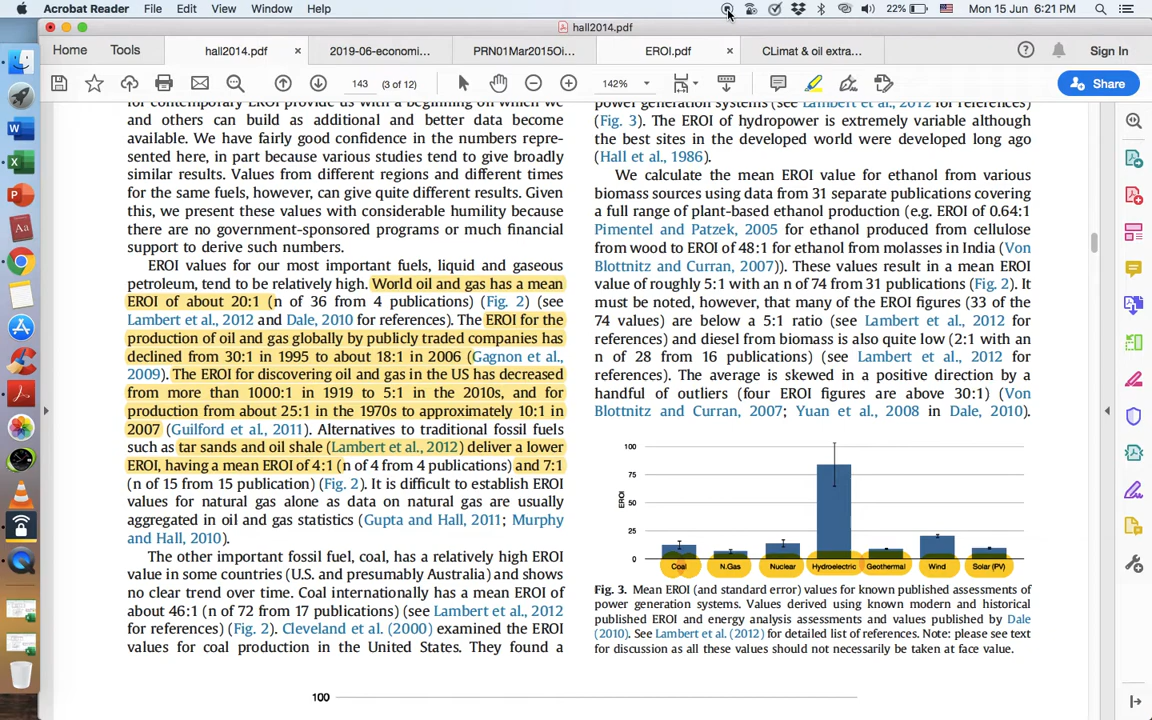 Acrobat Reader File Edit View Window Help
22% Mon 15 Jun 6:21 PM
hall2014.pdf
Home Tools hall2014.pdf 2019-06-economi... PRN01Mar2015Oi... EROI.pdf CLimat & oil extra... Sign In
143 (3 of 12) 142% Share
for contemporary EROI provide us with a beginning on which we
and others can build as additional and better data become
available. We have fairly good confidence in the numbers repre-
sented here, in part because various studies tend to give broadly
similar results. Values from different regions and different times
for the same fuels, however, can give quite different results. Given
this, we present these values with considerable humility because
there are no government-sponsored programs or much financial
support to derive such numbers.
EROI values for our most important fuels, liquid and gaseous
petroleum, tend to be relatively high. World oil and gas has a mean
EROI of about 20:1 (n of 36 from 4 publications) (Fig. 2) (see
Lambert et al., 2012 and Dale, 2010 for references). The EROI for the
production of oil and gas globally by publicly traded companies has
declined from 30:1 in 1995 to about 18:1 in 2006 (Gagnon et al.,
2009). The EROI for discovering oil and gas in the US has decreased
from more than 1000:1 in 1919 to 5:1 in the 2010s, and for
production from about 25:1 in the 1970s to approximately 10:1 in
2007 (Guilford et al., 2011). Alternatives to traditional fossil fuels
such as tar sands and oil shale (Lambert et al., 2012) deliver a lower
EROI, having a mean EROI of 4:1 (n of 4 from 4 publications) and 7:1
(n of 15 from 15 publication) (Fig. 2). It is difficult to establish EROI
values for natural gas alone as data on natural gas are usually
aggregated in oil and gas statistics (Gupta and Hall, 2011; Murphy
and Hall, 2010).
The other important fossil fuel, coal, has a relatively high EROI
value in some countries (U.S. and presumably Australia) and shows
no clear trend over time. Coal internationally has a mean EROI of
about 46:1 (n of 72 from 17 publications) (see Lambert et al., 2012
for references) (Fig. 2). Cleveland et al. (2000) examined the EROI
values for coal production in the United States. They found a
power generation systems (see Lambert et al., 2012 for references)
(Fig. 3). The EROI of hydropower is extremely variable although
the best sites in the developed world were developed long ago
(Hall et al., 1986).
We calculate the mean EROI value for ethanol from various
biomass sources using data from 31 separate publications covering
a full range of plant-based ethanol production (e.g. EROI of 0.64:1
Pimentel and Patzek, 2005 for ethanol produced from cellulose
from wood to EROI of 48:1 for ethanol from molasses in India (Von
Blottnitz and Curran, 2007)). These values result in a mean EROI
value of roughly 5:1 with an n of 74 from 31 publications (Fig. 2). It
must be noted, however, that many of the EROI figures (33 of the
74 values) are below a 5:1 ratio (see Lambert et al., 2012 for
references) and diesel from biomass is also quite low (2:1 with an
n of 28 from 16 publications) (see Lambert et al., 2012 for
references). The average is skewed in a positive direction by a
handful of outliers (four EROI figures are above 30:1) (Von
Blottnitz and Curran, 2007; Yuan et al., 2008 in Dale, 2010).
100
75
EROI
50
25
0
Coal N.Gas Nuclear Hydroelectric Geothermal Wind Solar (PV)
Fig. 3. Mean EROI (and standard error) values for known published assessments of
power generation systems. Values derived using known modern and historical
published EROI and energy analysis assessments and values published by Dale
(2010). See Lambert et al. (2012) for detailed list of references. Note: please see text
for discussion as all these values should not necessarily be taken at face value.
100